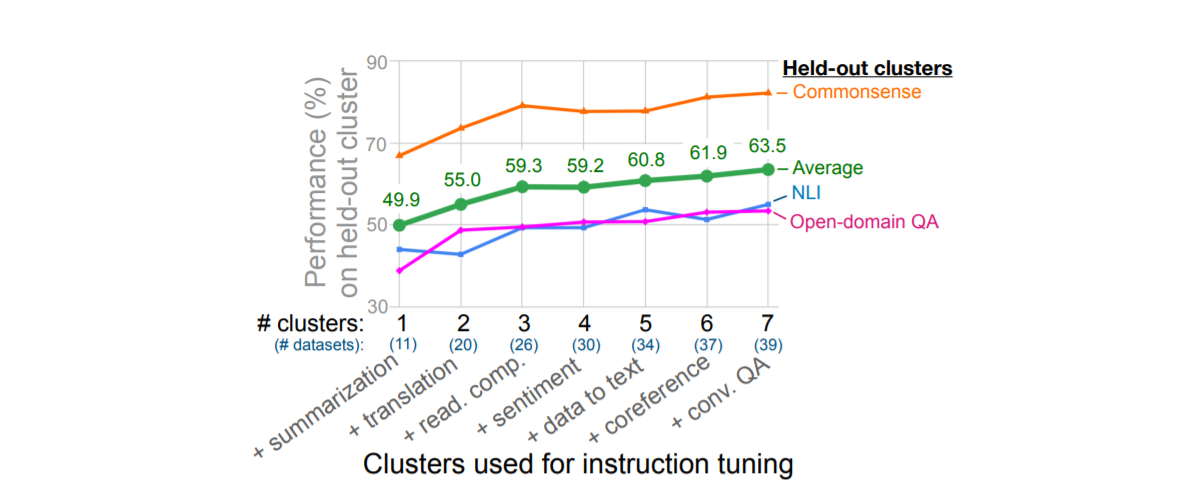 90
70
50
30
Performance (%)
on held-out cluster
Held-out clusters
Commonsense
Average
NLI
Open-domain QA
49.9
55.0
59.3
59.2
60.8
61.9
63.5
# clusters: 1 2 3 4 5 6 7
(# datasets): (11) (20) (26) (30) (34) (37) (39)
+ summarization
+ translation
+ read. comp.
+ sentiment
+ data to text
+ coreference
+ conv. QA
Clusters used for instruction tuning